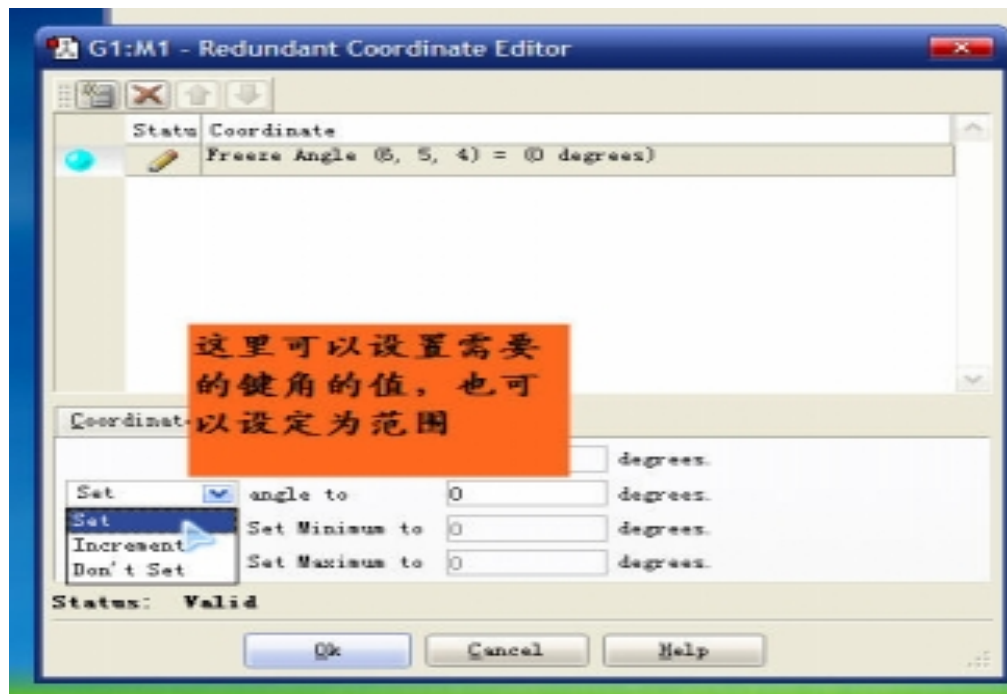 G1:M1 - Redundant Coordinate Editor
Statu Coordinate
Freeze Angle (6, 5, 4) = (0 degrees)
这里可以设置需要
的键角的值，也可
以设定为范围
Coordinat
degrees.
Set angle to 0 degrees.
Set Set Minimum to 0 degrees.
Increment
Don't Set Set Maximum to 0 degrees.
Status: Valid
Ok Cancel Help